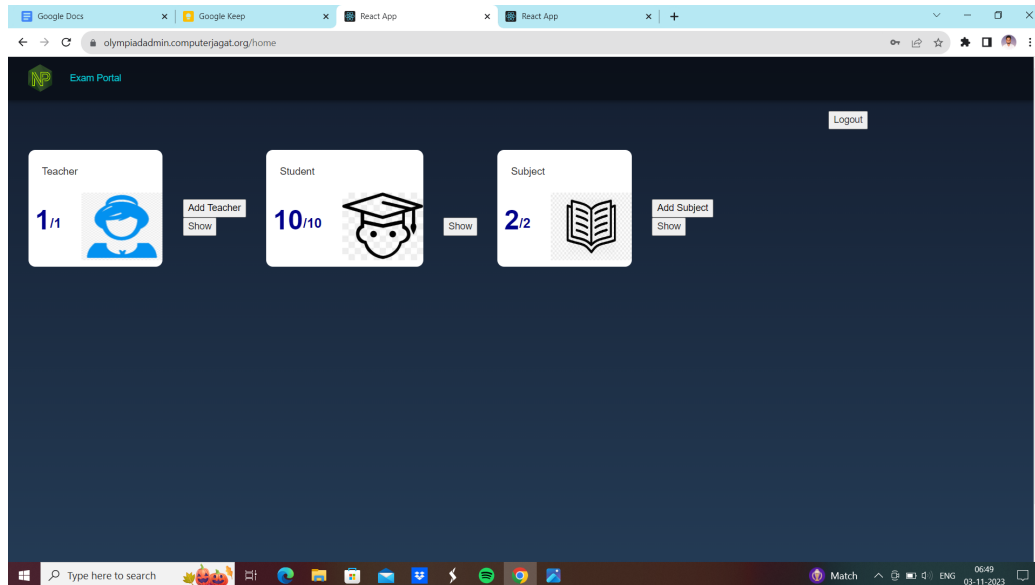 Google Docs
Google Keep
React App
React App
olympiadadmin.computerjagat.org/home
NP
Exam Portal
Logout
Teacher
1/1
Add Teacher
Show
Student
10/10
Show
Subject
2/2
Add Subject
Show
Type here to search
Match
ENG
06:49
03-11-2023